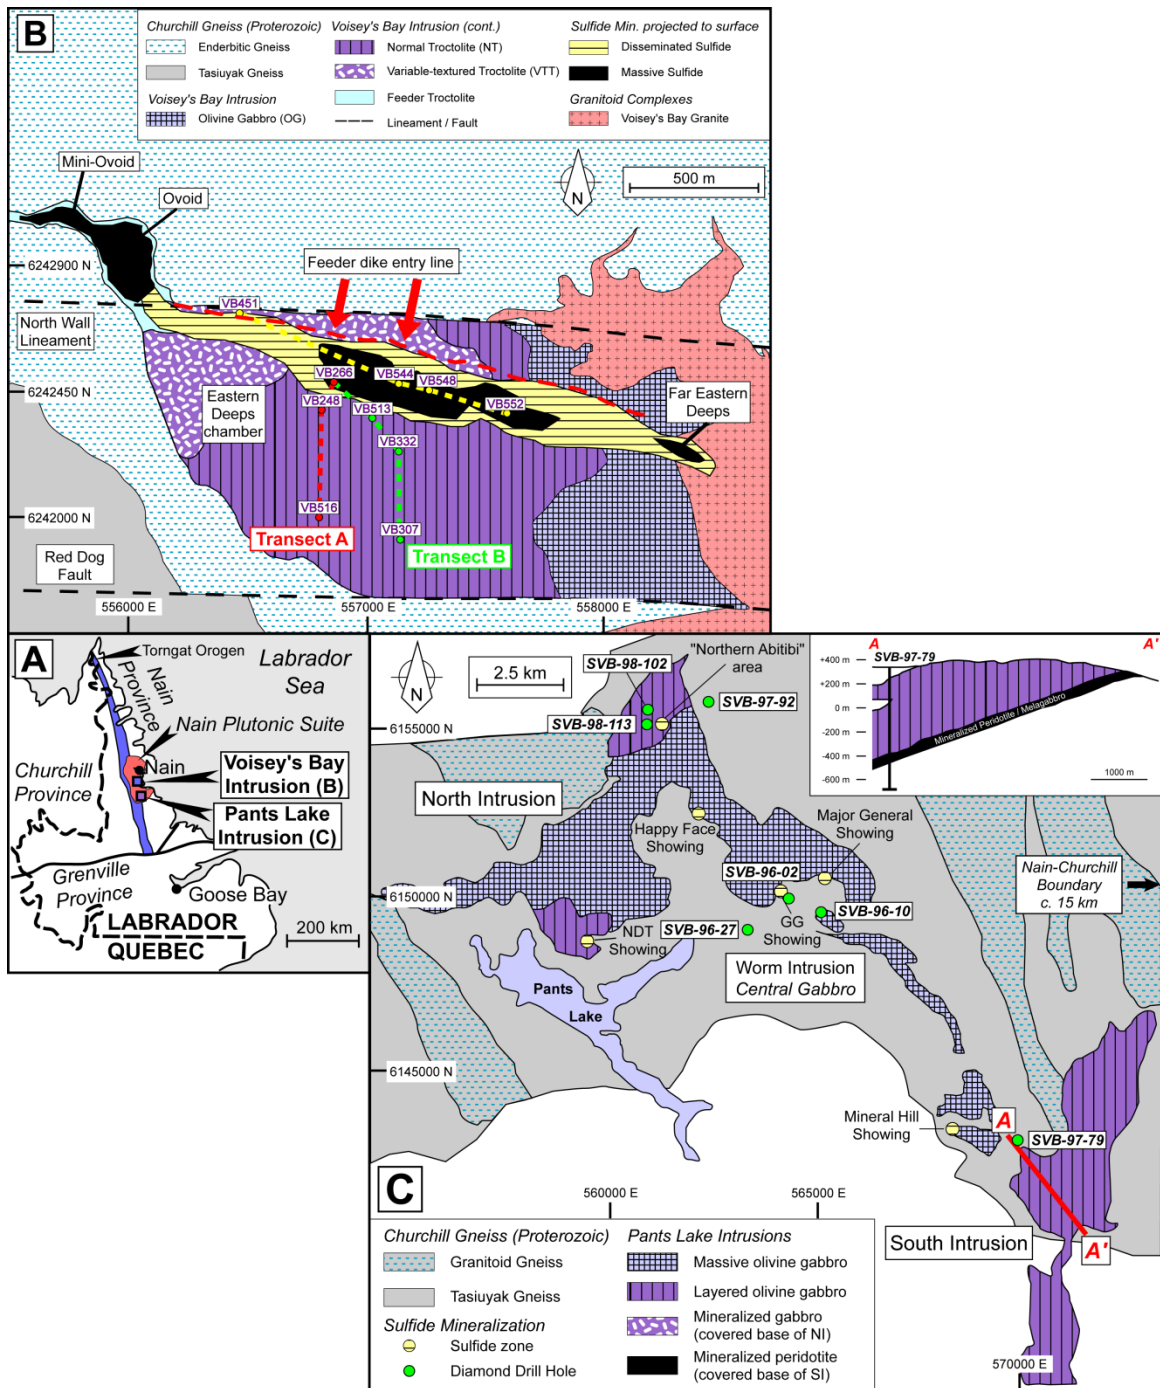 B
Churchill Gneiss (Proterozoic)
Enderbitic Gneiss
Tasiuyak Gneiss
Voisey's Bay Intrusion
Olivine Gabbro (OG)
Voisey's Bay Intrusion (cont.)
Normal Troctolite (NT)
Variable-textured Troctolite (VTT)
Feeder Troctolite
Lineament / Fault
Sulfide Min. projected to surface
Disseminated Sulfide
Massive Sulfide
Granitoid Complexes
Voisey's Bay Granite
Mini-Ovoid
Ovoid
N
500 m
6242900 N
Feeder dike entry line
VB451
North Wall
Lineament
VB266
VB544
VB548
6242450 N
VB248
VB513
VB552
Far Eastern
Deeps
Eastern
Deeps
chamber
VB332
6242000 N
VB516
Transect A
VB307
Transect B
Red Dog
Fault
556000 E
557000 E
558000 E
A
Torngat Orogen
Labrador
Sea
Nain
Province
Nain Plutonic Suite
Nain
Churchill
Province
Voisey's Bay
Intrusion (B)
Pants Lake
Intrusion (C)
Grenville
Province
Goose Bay
LABRADOR
QUEBEC
200 km
N
2.5 km
SVB-98-102
"Northern Abitibi"
area
SVB-97-92
6155000 N
SVB-98-113
A
A'
SVB-97-79
+400 m
+200 m
0 m
-200 m
-400 m
-600 m
Mineralized Peridotite / Melagabbro
1000 m
North Intrusion
Happy Face
Showing
Major General
Showing
SVB-96-02
Nain-Churchill
Boundary
c. 15 km
6150000 N
SVB-96-10
GG
Showing
NDT
Showing
SVB-96-27
Worm Intrusion
Central Gabbro
Pants
Lake
6145000 N
Mineral Hill
Showing
A
SVB-97-79
C
560000 E
565000 E
South Intrusion
A'
Churchill Gneiss (Proterozoic)
Granitoid Gneiss
Tasiuyak Gneiss
Sulfide Mineralization
Sulfide zone
Diamond Drill Hole
Pants Lake Intrusions
Massive olivine gabbro
Layered olivine gabbro
Mineralized gabbro
(covered base of NI)
Mineralized peridotite
(covered base of SI)
570000 E